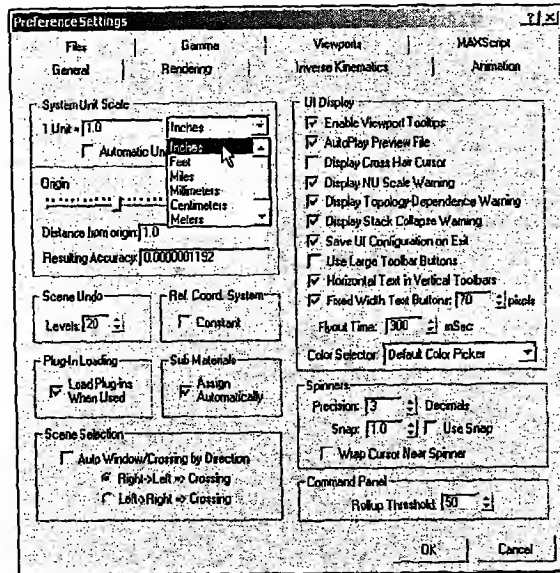 Preference Settings
Files Gamma Viewports MAXScript
General Rendering Inverse Kinematics Animation
System Unit Scale
1 Unit = 1.0 Inches
Automatic Un
Inches
Feet
Miles
Millimeters
Centimeters
Meters
Origin
Distance from origin: 1.0
Resulting Accuracy: 0.0000001192
Scene Undo
Levels: 20
Ref. Coord. System
Constant
Plug-In Loading
Load Plug-ins
When Used
Sub Materials
Assign
Automatically
Scene Selection
Auto Window/Crossing by Direction
Right->Left => Crossing
Left->Right => Crossing
UI Display
Enable Viewport Tooltips
AutoPlay Preview File
Display Cross Hair Cursor
Display NU Scale Warning
Display Topology-Dependence Warning
Display Stack Collapse Warning
Save UI Configuration on Exit
Use Large Toolbar Buttons
Horizontal Text in Vertical Toolbars
Fixed Width Text Buttons: 70 pixels
Flyout Time: 300 mSec
Color Selector: Default Color Picker
Spinners
Precision: 3 Decimals
Snap: 1.0 Use Snap
Wrap Cursor Near Spinner
Command Panel
Rollup Threshold: 50
OK Cancel